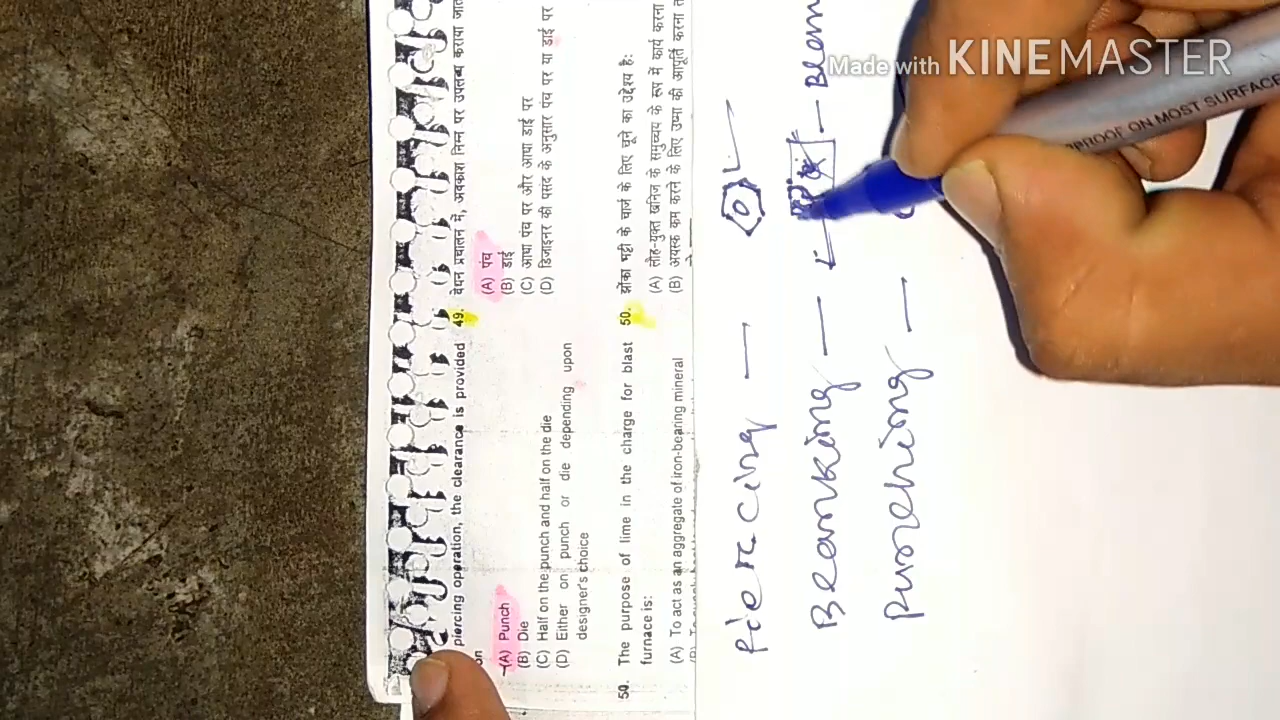 Made with KINEMASTER
piercing operation, the clearance is provided
on
(A) Punch
(B) Die
(C) Half on the punch and half on the die
(D) Either on punch or die depending upon
designer's choice
50. The purpose of lime in the charge for blast
furnace is:
(A) To act as an aggregate of iron-bearing mineral
49. वेधन प्रचालन में, अवकाश निम्न पर उपलब्ध कराया
(A) पंच
(B) डाई
(C) आधा पंच पर और आधा डाई पर
(D) डिजाइनर की पसंद के अनुसार पंच पर या डाई पर
50. झोंका भट्टी के चार्ज के लिए चूने का उद्देश्य है:
(A) लौह-युक्त खनिज के समुच्चय के रूप में कार्य करना
(B) अयस्क कम करने के लिए उष्मा की आपूर्ति करना
piercing —
Blanking — — Blan
punching —
PROOF ON MOST SURFAC